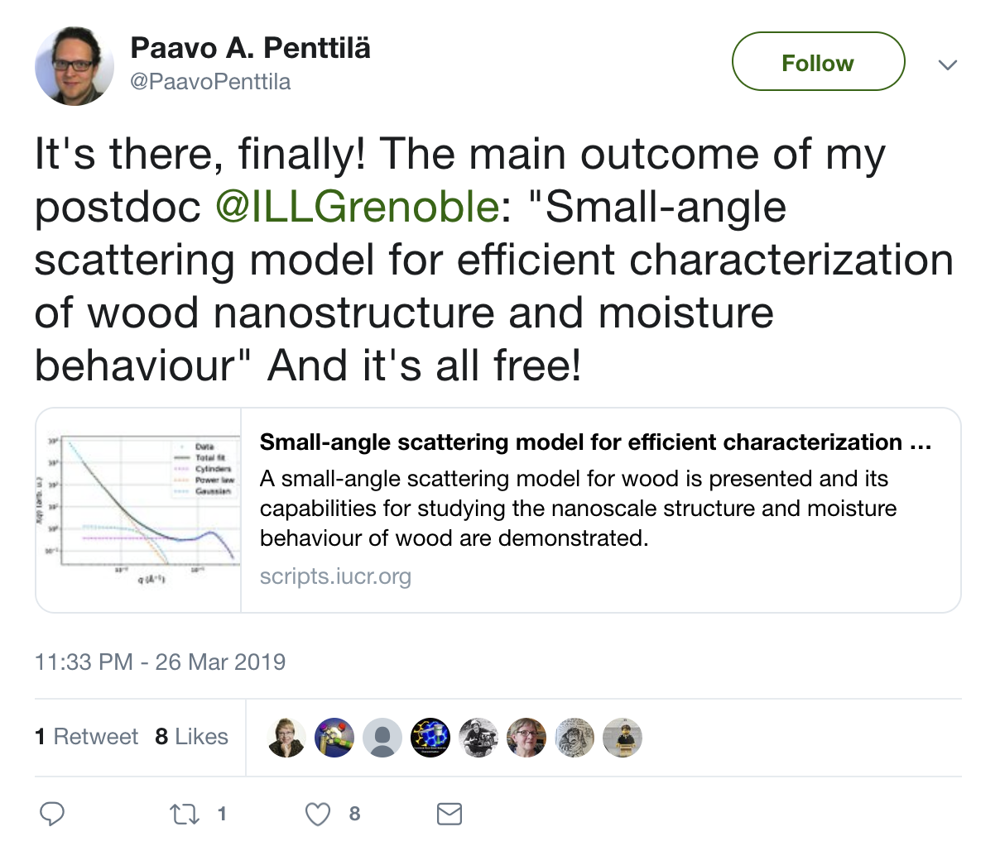 Paavo A. Penttilä
@PaavoPenttila
Follow
It's there, finally! The main outcome of my
postdoc @ILLGrenoble: "Small-angle
scattering model for efficient characterization
of wood nanostructure and moisture
behaviour" And it's all free!
Data
Total fit
Cylinders
Power law
Gaussian
q (Å⁻¹)
Small-angle scattering model for efficient characterization ...
A small-angle scattering model for wood is presented and its
capabilities for studying the nanoscale structure and moisture
behaviour of wood are demonstrated.
scripts.iucr.org
11:33 PM - 26 Mar 2019
1 Retweet 8 Likes
1 8